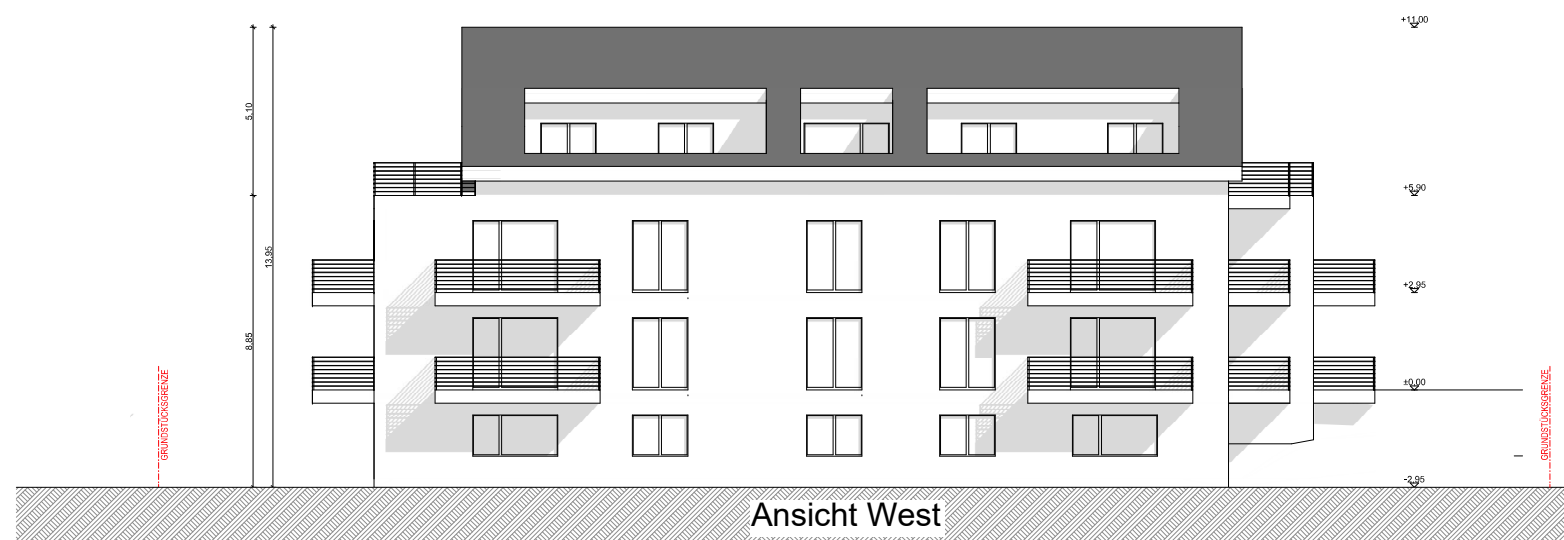 +11.00
5,10
+5.90
13,95
+2.95
8,85
±0.00
GRUNDSTÜCKSGRENZE
GRUNDSTÜCKSGRENZE
-2.95
Ansicht West